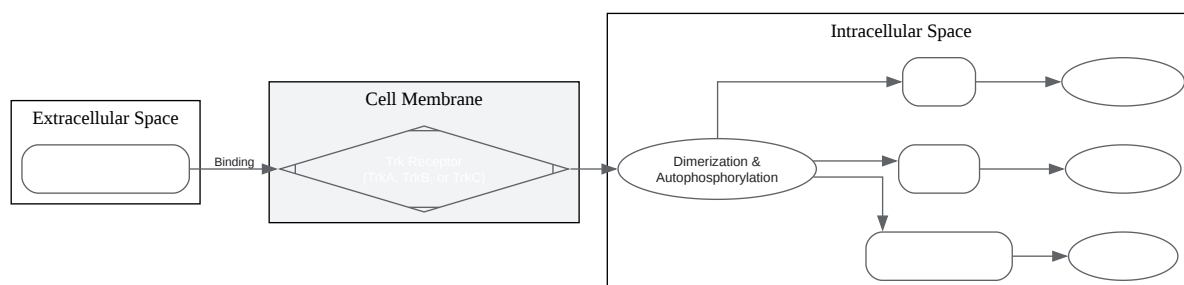 Extracellular Space
Binding
Cell Membrane
Trk Receptor
(TrkA, TrkB, or TrkC)
Intracellular Space
Dimerization &
Autophosphorylation